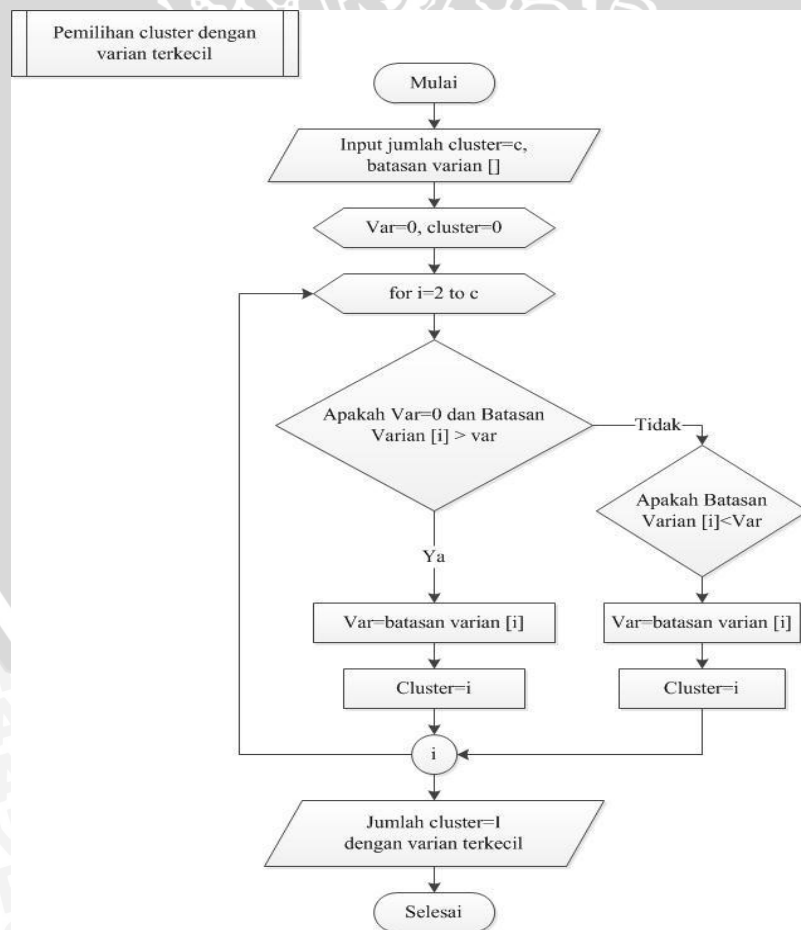 Pemilihan cluster dengan
varian terkecil
Mulai
Input jumlah cluster=c,
batasan varian []
Var=0, cluster=0
for i=2 to c
Apakah Var=0 dan Batasan
Varian [i] > var
Tidak
Apakah Batasan
Varian [i]<Var
Ya
Var=batasan varian [i]
Var=batasan varian [i]
Cluster=i
Cluster=i
i
Jumlah cluster=I
dengan varian terkecil
Selesai